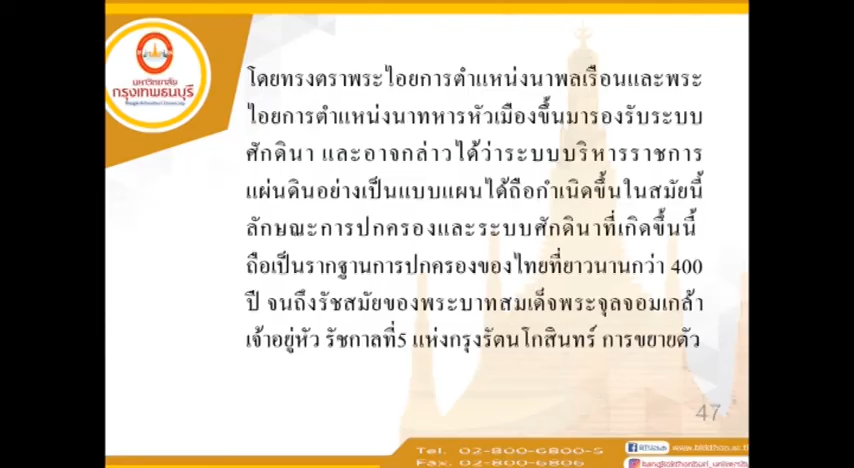 มหาวิทยาลัย
กรุงเทพธนบุรี
โดยทรงตราพระไอยการตำแหน่งนาพลเรือนและพระ
ไอยการตำแหน่งนาทหารหัวเมืองขึ้นมารองรับระบบ
ศักดินา และอาจกล่าวได้ว่าระบบบริหารราชการ
แผ่นดินอย่างเป็นแบบแผนได้ถือกำเนิดขึ้นในสมัยนี้
ลักษณะการปกครองและระบบศักดินาที่เกิดขึ้นนี้
ถือเป็นรากฐานการปกครองของไทยที่ยาวนานกว่า 400
ปี จนถึงรัชสมัยของพระบาทสมเด็จพระจุลจอมเกล้า
เจ้าอยู่หัว รัชกาลที่5 แห่งกรุงรัตนโกสินทร์ การขยายตัว
47
Tel. 02-800-6800-5
Fax. 02-800-6806